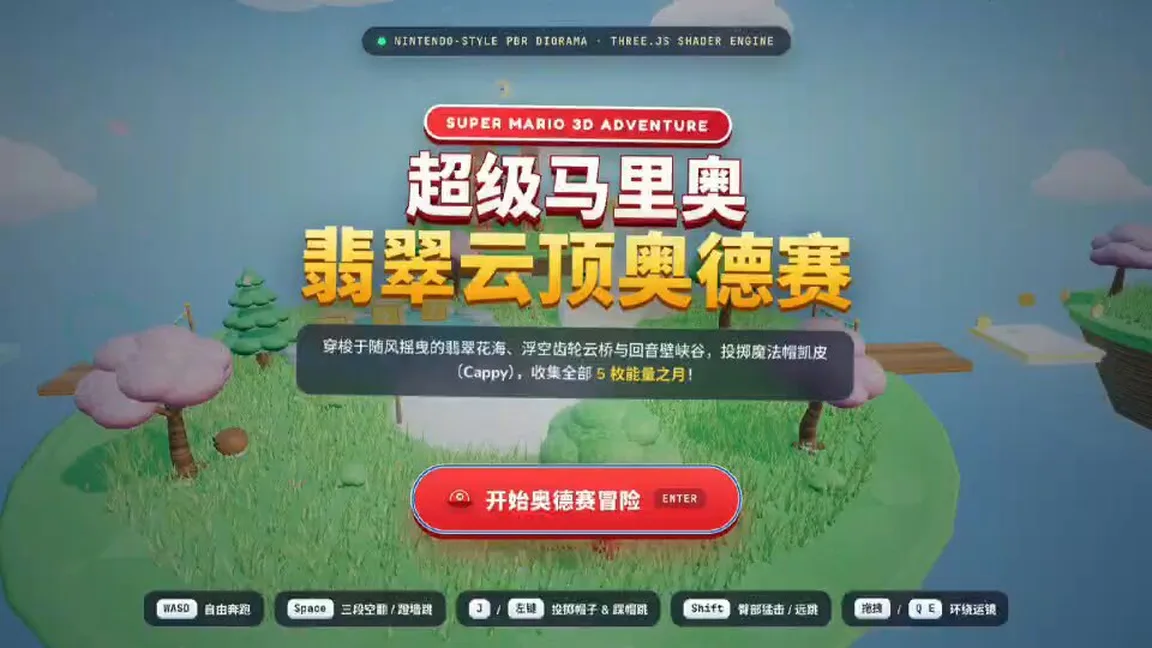 NINTENDO-STYLE PBR DIORAMA · THREE.JS SHADER ENGINE
SUPER MARIO 3D ADVENTURE
超级马里奥
翡翠云顶奥德赛
穿梭于随风摇曳的翡翠花海、浮空齿轮云桥与回音壁峡谷，投掷魔法帽凯皮
（Cappy），收集全部 5 枚能量之月！
开始奥德赛冒险 ENTER
WASD 自由奔跑
Space 三段空翻 / 蹬墙跳
J / 左键 投掷帽子 & 踩帽跳
Shift 臀部猛击 / 远跳
拖拽 / Q E 环绕运镜